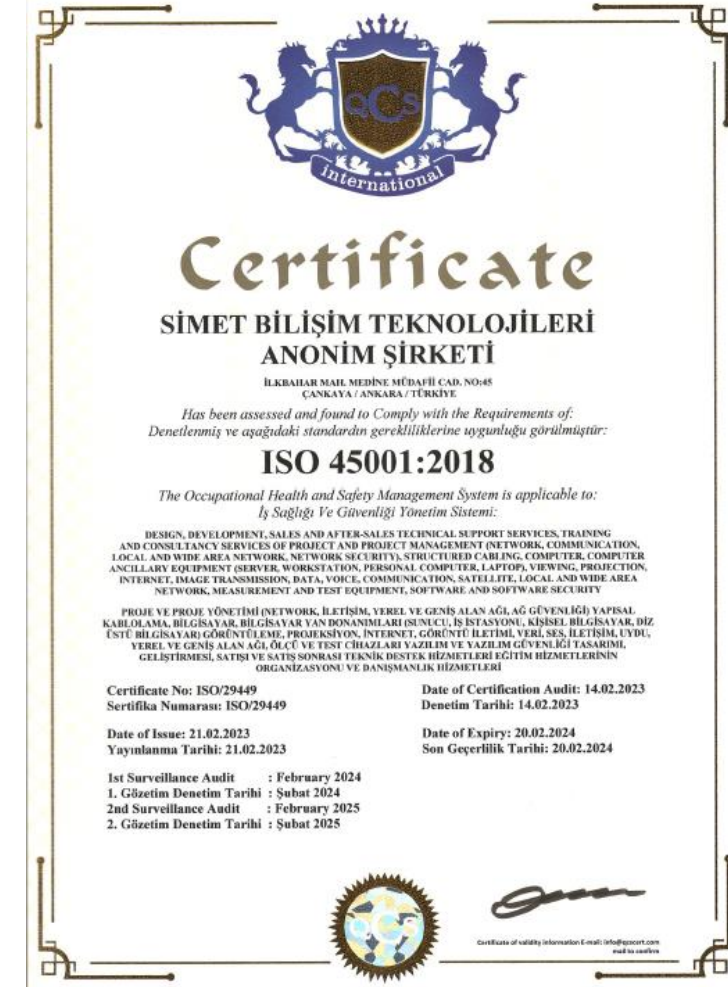 QCS
international
Certificate
SİMET BİLİŞİM TEKNOLOJİLERİ
ANONİM ŞİRKETİ
İLKBAHAR MAH. MEDİNE MÜDAFİİ CAD. NO:45
ÇANKAYA / ANKARA / TÜRKİYE
Has been assessed and found to Comply with the Requirements of:
Denetlenmiş ve aşağıdaki standardın gerekliliklerine uygunluğu görülmüştür:
ISO 45001:2018
The Occupational Health and Safety Management System is applicable to:
İş Sağlığı Ve Güvenliği Yönetim Sistemi:
DESIGN, DEVELOPMENT, SALES AND AFTER-SALES TECHNICAL SUPPORT SERVICES, TRAINING
AND CONSULTANCY SERVICES OF PROJECT AND PROJECT MANAGEMENT (NETWORK, COMMUNICATION,
LOCAL AND WIDE AREA NETWORK, NETWORK SECURITY), STRUCTURED CABLING, COMPUTER, COMPUTER
ANCILLARY EQUIPMENT (SERVER, WORKSTATION, PERSONAL COMPUTER, LAPTOP), VIEWING, PROJECTION,
INTERNET, IMAGE TRANSMISSION, DATA, VOICE, COMMUNICATION, SATELLITE, LOCAL AND WIDE AREA
NETWORK, MEASUREMENT AND TEST EQUIPMENT, SOFTWARE AND SOFTWARE SECURITY
PROJE VE PROJE YÖNETİMİ (NETWORK, İLETİŞİM, YEREL VE GENİŞ ALAN AĞI, AĞ GÜVENLİĞİ) YAPISAL
KABLOLAMA, BİLGİSAYAR, BİLGİSAYAR YAN DONANIMLARI (SUNUCU, İŞ İSTASYONU, KİŞİSEL BİLGİSAYAR, DİZ
ÜSTÜ BİLGİSAYAR) GÖRÜNTÜLEME, PROJEKSİYON, İNTERNET, GÖRÜNTÜ İLETİMİ, VERİ, SES, İLETİŞİM, UYDU,
YEREL VE GENİŞ ALAN AĞI, ÖLÇÜ VE TEST CİHAZLARI YAZILIM VE YAZILIM GÜVENLİĞİ TASARIMI,
GELİŞTİRMESİ, SATIŞI VE SATIŞ SONRASI TEKNİK DESTEK HİZMETLERİ EĞİTİM HİZMETLERİNİN
ORGANİZASYONU VE DANIŞMANLIK HİZMETLERİ
Certificate No: ISO/29449 Date of Certification Audit: 14.02.2023
Sertifika Numarası: ISO/29449 Denetim Tarihi: 14.02.2023
Date of Issue: 21.02.2023 Date of Expiry: 20.02.2024
Yayınlanma Tarihi: 21.02.2023 Son Geçerlilik Tarihi: 20.02.2024
1st Surveillance Audit : February 2024
1. Gözetim Denetim Tarihi : Şubat 2024
2nd Surveillance Audit : February 2025
2. Gözetim Denetim Tarihi : Şubat 2025
QCS
Certificate of validity information E-mail: info@qcscert.com
mail to confirm